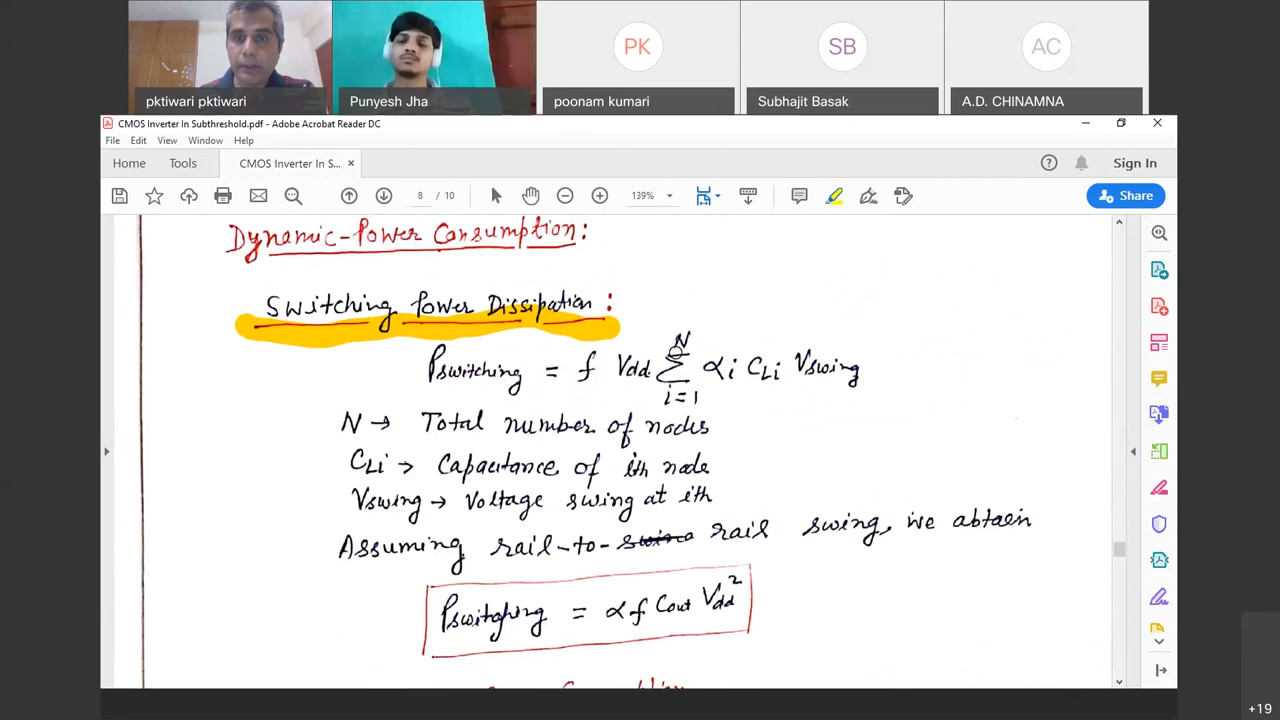 PK
SB
AC
pktiwari pktiwari
Punyesh Jha
poonam kumari
Subhajit Basak
A.D. CHINAMNA
CMOS Inverter In Subthreshold.pdf - Adobe Acrobat Reader DC
File Edit View Window Help
Home Tools CMOS Inverter In S... × Sign In
8 / 10 139% Share
Dynamic-Power Consumption:
Switching Power Dissipation:
Pswitching = f Vdd ∑ᵢ₌₁ᴺ αi CLi Vswing
N → Total number of nodes
CLi → Capacitance of ith node
Vswing → Voltage swing at ith
Assuming rail-to- rail swing, we obtain
Pswitching = αf Cout Vdd²
+19